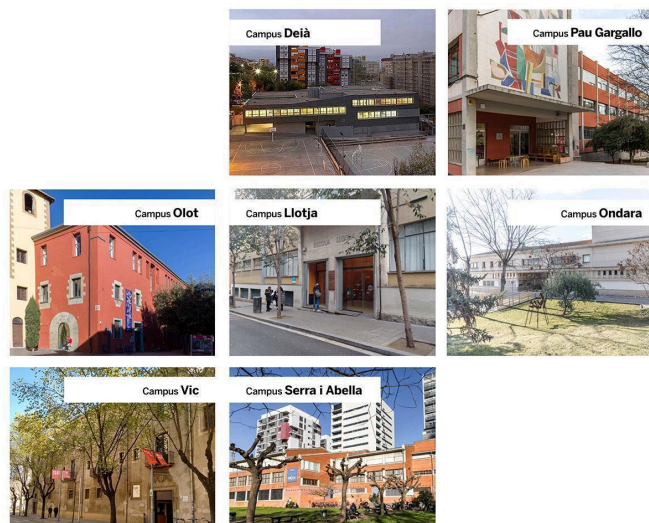 Campus Deià
Campus Pau Gargallo
Campus Olot
Campus Llotja
Campus Ondara
Campus Vic
Campus Serra i Abella